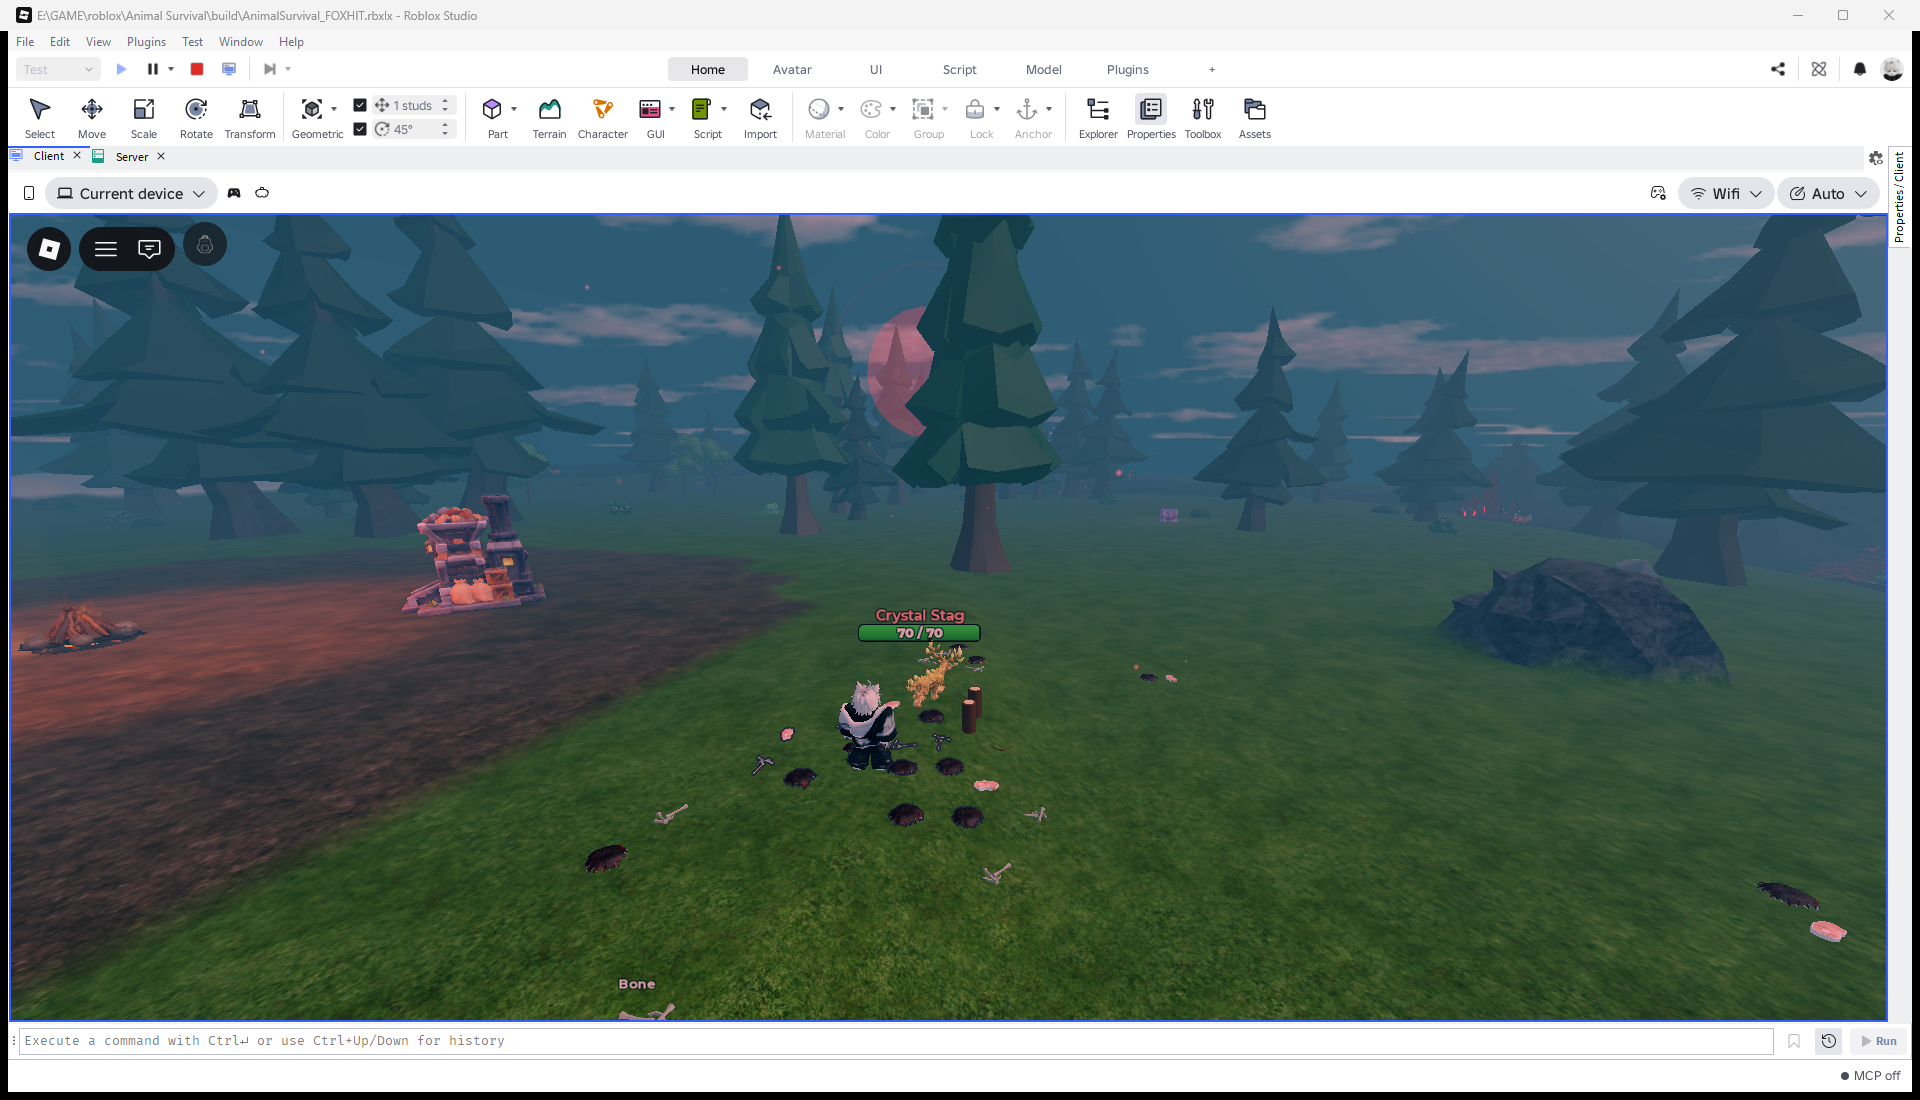 E:\GAME\roblox\Animal Survival\build\AnimalSurvival_FOXHIT.rbxlx - Roblox Studio
File Edit View Plugins Test Window Help
Test
Home Avatar UI Script Model Plugins +
1 studs
45°
Select Move Scale Rotate Transform Geometric Part Terrain Character GUI Script Import Material Color Group Lock Anchor Explorer Properties Toolbox Assets
Client Server
Properties / Client
Current device
Wifi
Auto
Crystal Stag
70 / 70
Bone
Execute a command with Ctrl↵ or use Ctrl+Up/Down for history
Run
MCP off